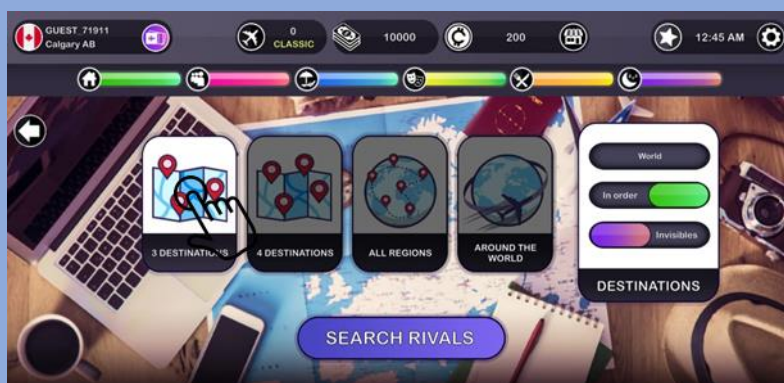 GUEST_71911
Calgary AB
0
CLASSIC
10000
200
12:45 AM
3 DESTINATIONS
4 DESTINATIONS
ALL REGIONS
AROUND THE
WORLD
World
In order
Invisibles
DESTINATIONS
SEARCH RIVALS